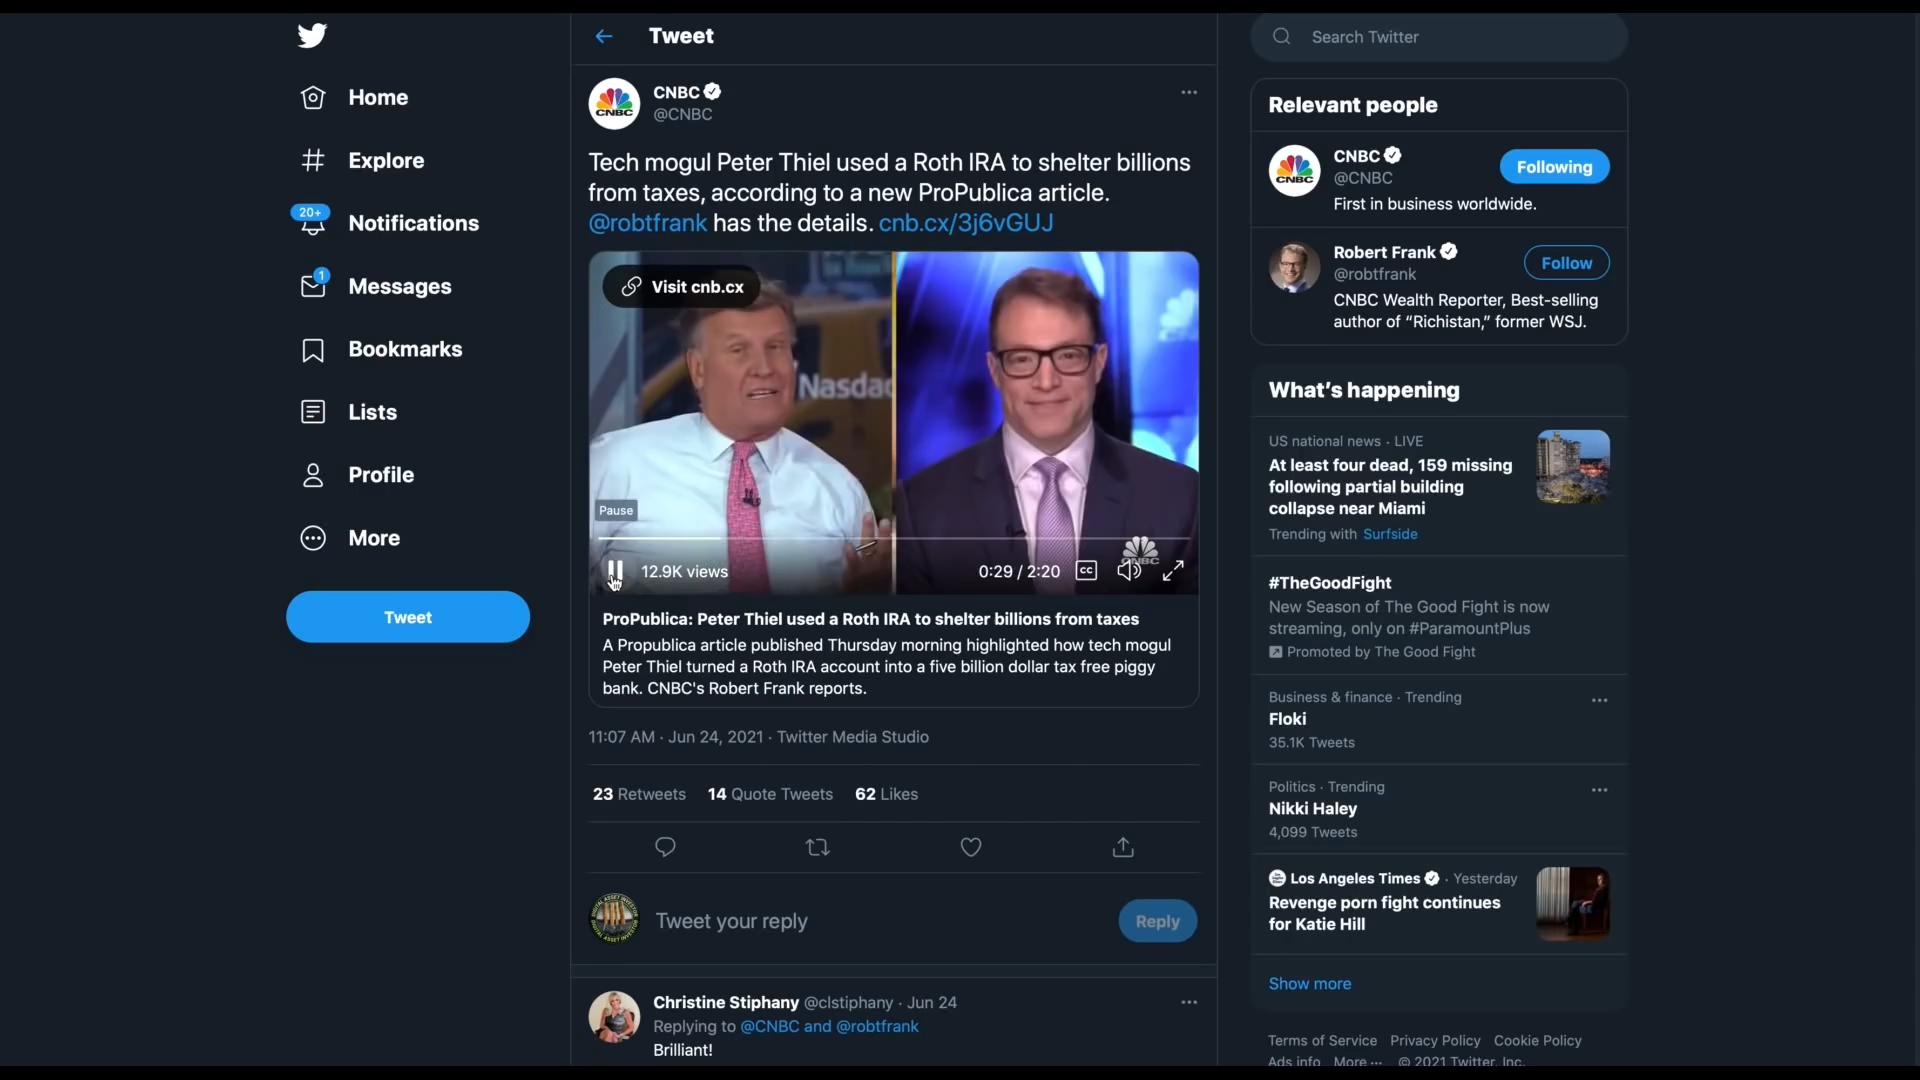 Home
Explore
20+
Notifications
1
Messages
Bookmarks
Lists
Profile
More
Tweet
Tweet
CNBC
@CNBC
Tech mogul Peter Thiel used a Roth IRA to shelter billions
from taxes, according to a new ProPublica article.
@robtfrank has the details. cnb.cx/3j6vGUJ
Visit cnb.cx
Nasdaq
Pause
12.9K views
0:29 / 2:20
CC
CNBC
ProPublica: Peter Thiel used a Roth IRA to shelter billions from taxes
A Propublica article published Thursday morning highlighted how tech mogul
Peter Thiel turned a Roth IRA account into a five billion dollar tax free piggy
bank. CNBC's Robert Frank reports.
11:07 AM · Jun 24, 2021 · Twitter Media Studio
23 Retweets 14 Quote Tweets 62 Likes
DIGITAL ASSET INVESTOR
Tweet your reply
Reply
Christine Stiphany @clstiphany · Jun 24
Replying to @CNBC and @robtfrank
Brilliant!
Search Twitter
Relevant people
CNBC
CNBC
@CNBC
Following
First in business worldwide.
Robert Frank
@robtfrank
Follow
CNBC Wealth Reporter, Best-selling
author of “Richistan,” former WSJ.
What’s happening
US national news · LIVE
At least four dead, 159 missing
following partial building
collapse near Miami
Trending with Surfside
#TheGoodFight
New Season of The Good Fight is now
streaming, only on #ParamountPlus
Promoted by The Good Fight
Business & finance · Trending
Floki
35.1K Tweets
Politics · Trending
Nikki Haley
4,099 Tweets
Los Angeles Times · Yesterday
Revenge porn fight continues
for Katie Hill
Show more
Terms of Service Privacy Policy Cookie Policy
Ads info More ··· © 2021 Twitter, Inc.